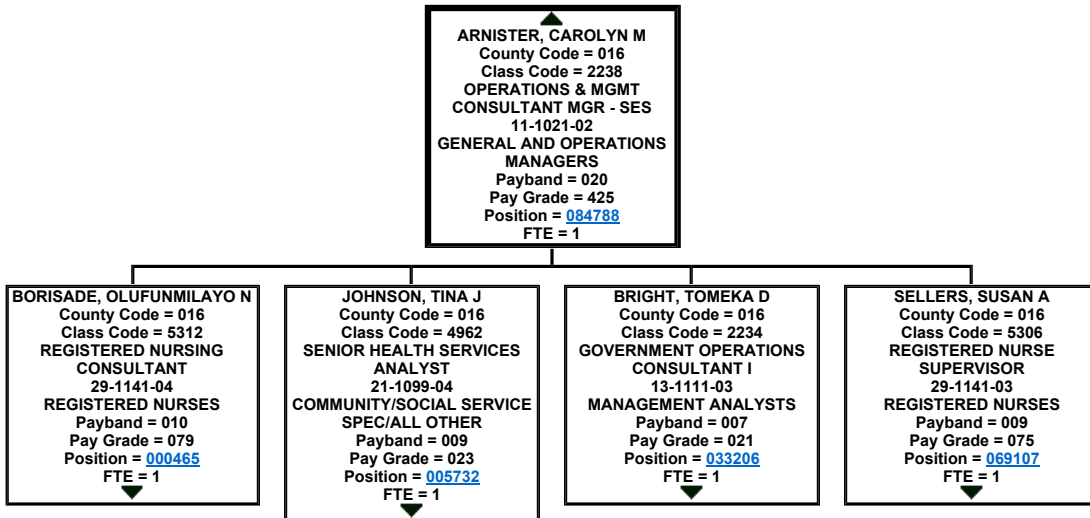 ARNISTER, CAROLYN M
County Code = 016
Class Code = 2238
OPERATIONS & MGMT
CONSULTANT MGR - SES
11-1021-02
GENERAL AND OPERATIONS
MANAGERS
Payband = 020
Pay Grade = 425
Position = 084788
FTE = 1
BORISADE, OLUFUNMILAYO N
County Code = 016
Class Code = 5312
REGISTERED NURSING
CONSULTANT
29-1141-04
REGISTERED NURSES
Payband = 010
Pay Grade = 079
Position = 000465
FTE = 1
JOHNSON, TINA J
County Code = 016
Class Code = 4962
SENIOR HEALTH SERVICES
ANALYST
21-1099-04
COMMUNITY/SOCIAL SERVICE
SPEC/ALL OTHER
Payband = 009
Pay Grade = 023
Position = 005732
FTE = 1
BRIGHT, TOMEKA D
County Code = 016
Class Code = 2234
GOVERNMENT OPERATIONS
CONSULTANT I
13-1111-03
MANAGEMENT ANALYSTS
Payband = 007
Pay Grade = 021
Position = 033206
FTE = 1
SELLERS, SUSAN A
County Code = 016
Class Code = 5306
REGISTERED NURSE
SUPERVISOR
29-1141-03
REGISTERED NURSES
Payband = 009
Pay Grade = 075
Position = 069107
FTE = 1